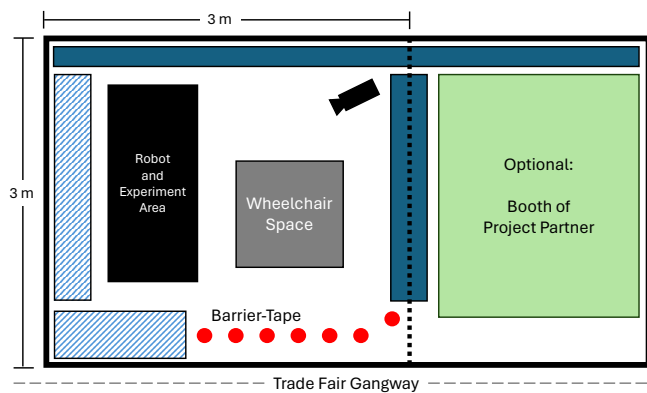 3 m
3 m
Robot
and
Experiment
Area
Wheelchair
Space
Optional:
Booth of
Project Partner
Barrier-Tape
Trade Fair Gangway